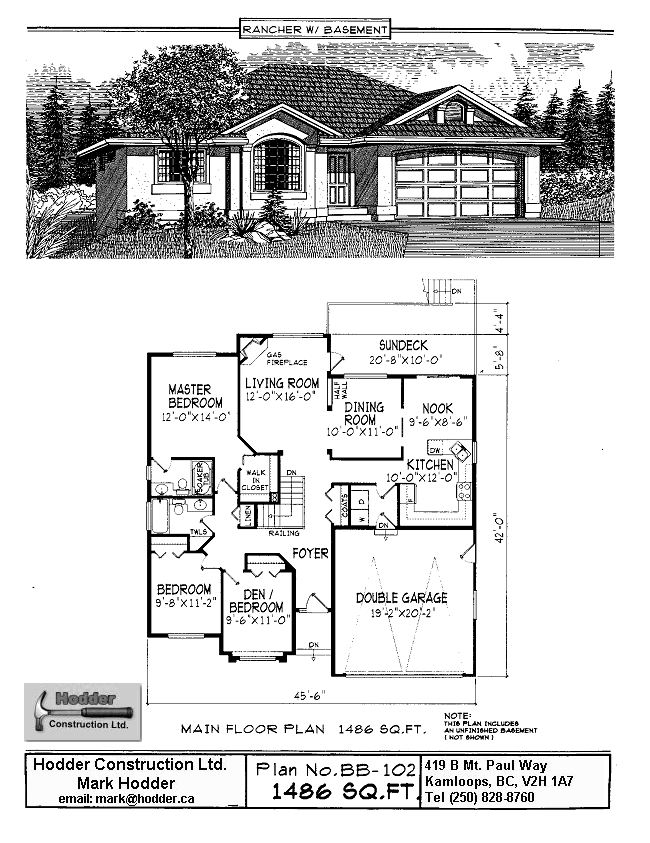 RANCHER W/ BASEMENT
DN
4'-4"
SUNDECK
20'-8"X10'-0"
5'-8"
GAS
FIREPLACE
LIVING ROOM
12'-0"X16'-0"
HALF
WALL
MASTER
BEDROOM
12'-0"X14'-0"
DINING
ROOM
10'-0"X11'-0"
NOOK
9'-6"X8'-6"
DW
KITCHEN
10'-0"X12'-0"
SOAKER
TUB
WALK
IN
CLOSET
DN
F
COATS
D
W
LINEN
RAILING
DN
TWLS
42'-0"
FOYER
BEDROOM
9'-8"X11'-2"
DEN /
BEDROOM
9'-6"X11'-0"
DOUBLE GARAGE
19'-2"X20'-2"
DN
45'-6"
Hodder
Construction Ltd.
MAIN FLOOR PLAN 1486 SQ.FT.
NOTE:
THIS PLAN INCLUDES
AN UNFINISHED BASEMENT
( NOT SHOWN )
Hodder Construction Ltd.
Mark Hodder
email: mark@hodder.ca
Plan No.BB-102
1486 SQ.FT.
419 B Mt. Paul Way
Kamloops, BC, V2H 1A7
Tel (250) 828-8760